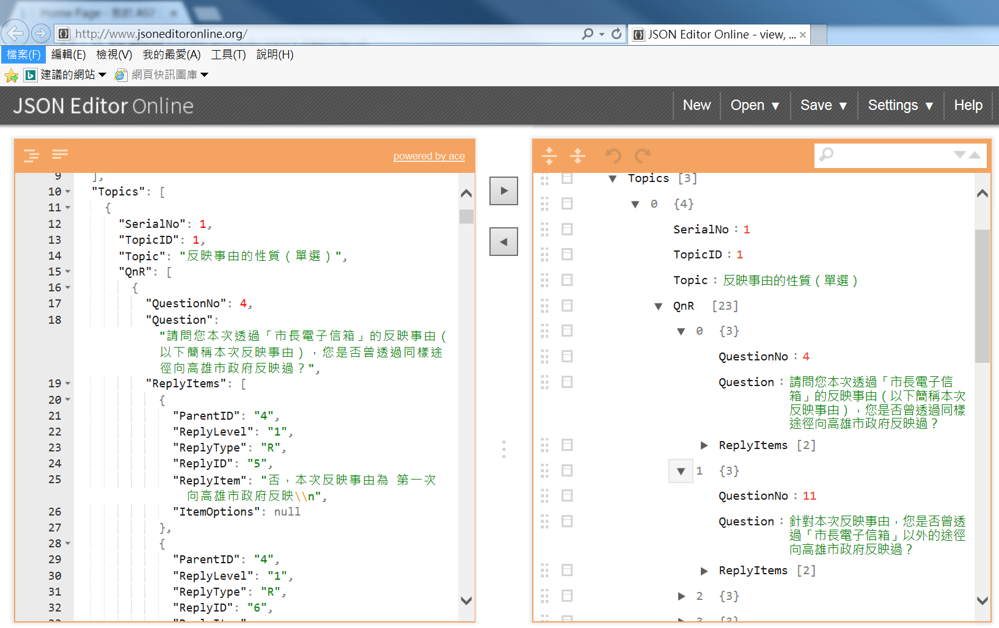 Home Page - 我的 ASP
http://www.jsoneditoronline.org/
JSON Editor Online - view, ...
檔案(F) 編輯(E) 檢視(V) 我的最愛(A) 工具(T) 說明(H)
建議的網站 網頁快訊圖庫
JSON Editor Online
New Open ▼ Save ▼ Settings ▼ Help
powered by ace
9 ],
10 "Topics": [
11 {
12 "SerialNo": 1,
13 "TopicID": 1,
14 "Topic": "反映事由的性質(單選)",
15 "QnR": [
16 {
17 "QuestionNo": 4,
18 "Question":
"請問您本次透過「市長電子信箱」的反映事由(
以下簡稱本次反映事由),您是否曾透過同樣途
徑向高雄市政府反映過?",
19 "ReplyItems": [
20 {
21 "ParentID": "4",
22 "ReplyLevel": "1",
23 "ReplyType": "R",
24 "ReplyID": "5",
25 "ReplyItem": "否,本次反映事由為 第一次
向高雄市政府反映\\n",
26 "ItemOptions": null
27 },
28 {
29 "ParentID": "4",
30 "ReplyLevel": "1",
31 "ReplyType": "R",
32 "ReplyID": "6",
Topics [3]
0 {4}
SerialNo : 1
TopicID : 1
Topic : 反映事由的性質(單選)
QnR [23]
0 {3}
QuestionNo : 4
Question : 請問您本次透過「市長電子信
箱」的反映事由(以下簡稱本次
反映事由),您是否曾透過同樣
途徑向高雄市政府反映過?
ReplyItems [2]
1 {3}
QuestionNo : 11
Question : 針對本次反映事由,您是否曾透
過「市長電子信箱」以外的途徑
向高雄市政府反映過?
ReplyItems [2]
2 {3}
3 {3}